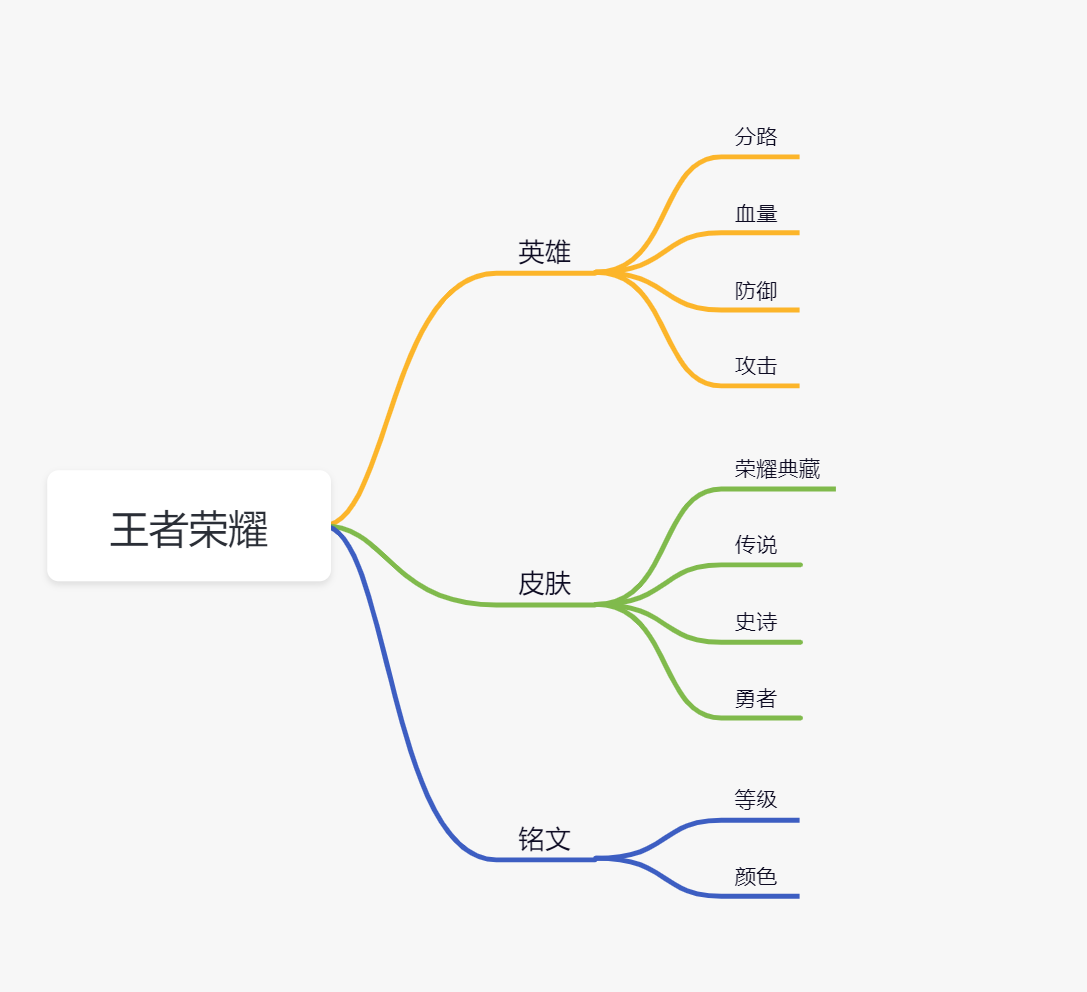 王者荣耀
英雄
分路
血量
防御
攻击
皮肤
荣耀典藏
传说
史诗
勇者
铭文
等级
颜色